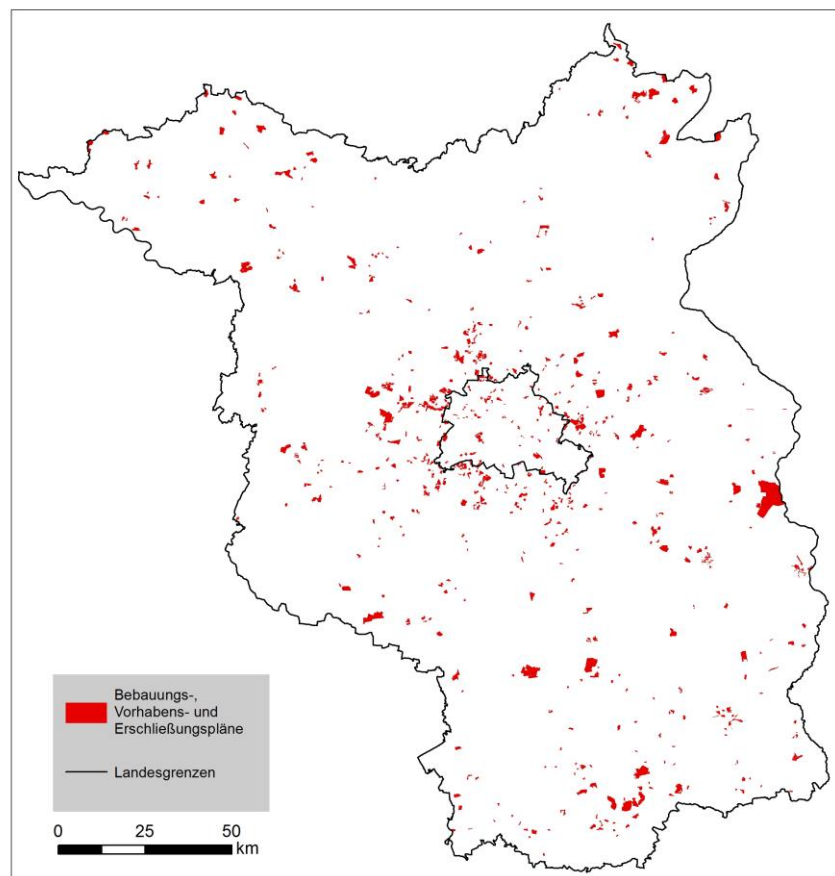 Bebauungs-,
Vorhabens- und
Erschließungspläne
Landesgrenzen
0 25 50
km